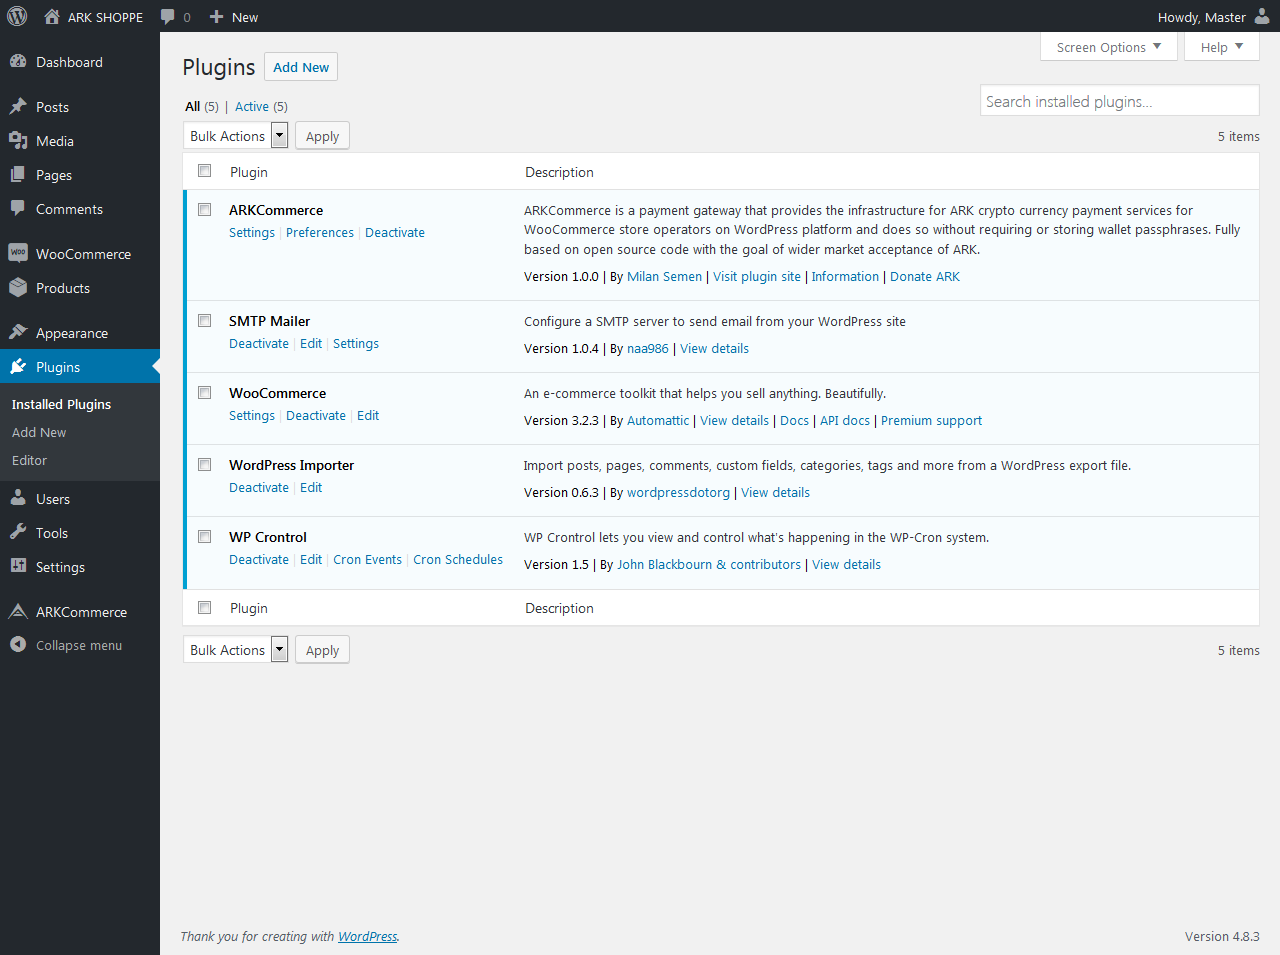 ARK SHOPPE 0 New Howdy, Master
Dashboard
Posts
Media
Pages
Comments
WOO WooCommerce
Products
Appearance
Plugins
Installed Plugins
Add New
Editor
Users
Tools
Settings
ARKCommerce
Collapse menu
Screen Options Help
Plugins Add New
All (5) | Active (5)
Search installed plugins...
Bulk Actions Apply 5 items
Plugin Description
ARKCommerce
Settings | Preferences | Deactivate
ARKCommerce is a payment gateway that provides the infrastructure for ARK crypto currency payment services for
WooCommerce store operators on WordPress platform and does so without requiring or storing wallet passphrases. Fully
based on open source code with the goal of wider market acceptance of ARK.
Version 1.0.0 | By Milan Semen | Visit plugin site | Information | Donate ARK
SMTP Mailer
Deactivate | Edit | Settings
Configure a SMTP server to send email from your WordPress site
Version 1.0.4 | By naa986 | View details
WooCommerce
Settings | Deactivate | Edit
An e-commerce toolkit that helps you sell anything. Beautifully.
Version 3.2.3 | By Automattic | View details | Docs | API docs | Premium support
WordPress Importer
Deactivate | Edit
Import posts, pages, comments, custom fields, categories, tags and more from a WordPress export file.
Version 0.6.3 | By wordpressdotorg | View details
WP Crontrol
Deactivate | Edit | Cron Events | Cron Schedules
WP Crontrol lets you view and control what's happening in the WP-Cron system.
Version 1.5 | By John Blackbourn & contributors | View details
Plugin Description
Bulk Actions Apply 5 items
Thank you for creating with WordPress. Version 4.8.3